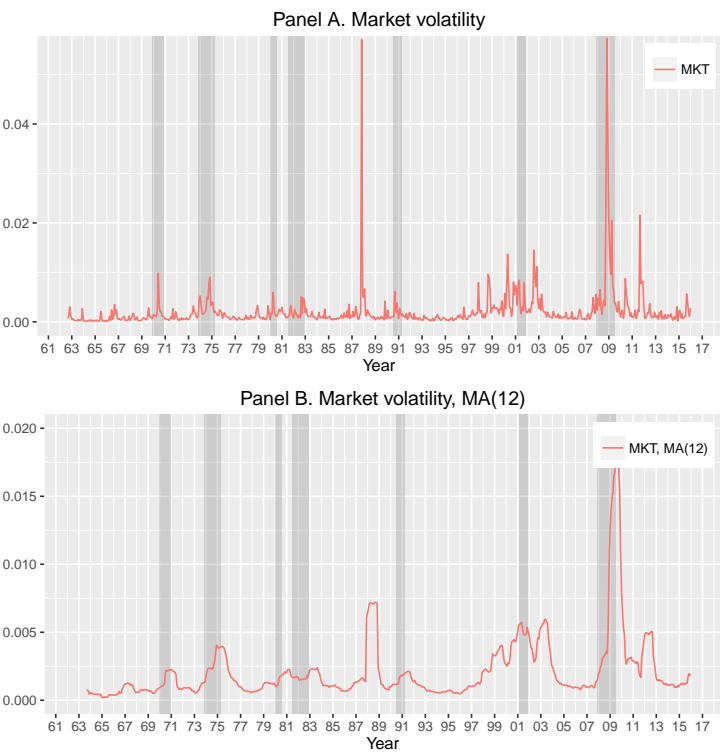 Panel A. Market volatility
MKT
0.04
0.02
0.00
61 63 65 67 69 71 73 75 77 79 81 83 85 87 89 91 93 95 97 99 01 03 05 07 09 11 13 15 17
Year
Panel B. Market volatility, MA(12)
0.020
MKT, MA(12)
0.015
0.010
0.005
0.000
61 63 65 67 69 71 73 75 77 79 81 83 85 87 89 91 93 95 97 99 01 03 05 07 09 11 13 15 17
Year